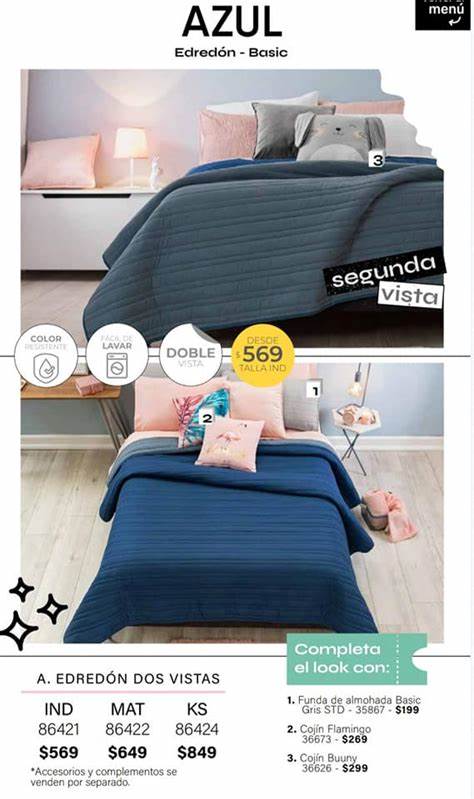 AZUL
Edredón - Basic
menú
3
segunda
vista
COLOR
RESISTENTE
FÁCIL DE
LAVAR
DOBLE
VISTA
DESDE
$569
TALLA IND
1
2
A. EDREDÓN DOS VISTAS
IND MAT KS
86421 86422 86424
$569 $649 $849
*Accesorios y complementos se
venden por separado.
Completa
el look con:
1. Funda de almohada Basic
Gris STD - 35867 - $199
2. Cojín Flamingo
36673 - $269
3. Cojín Buuny
36626 - $299